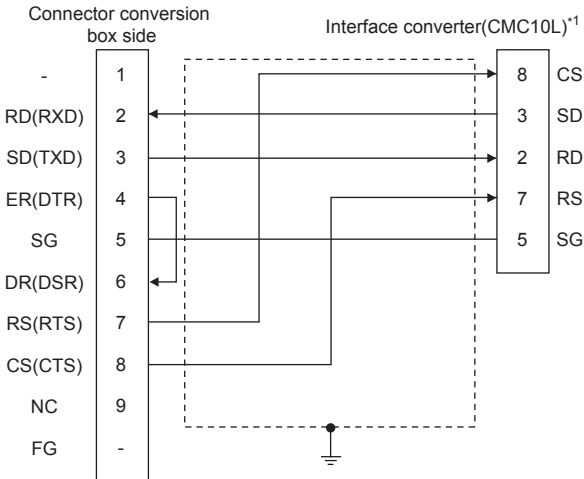 Connector conversion
box side
Interface converter(CMC10L)*1
- 1 8 CS
RD(RXD) 2 3 SD
SD(TXD) 3 2 RD
ER(DTR) 4 7 RS
SG 5 5 SG
DR(DSR) 6
RS(RTS) 7
CS(CTS) 8
NC 9
FG -